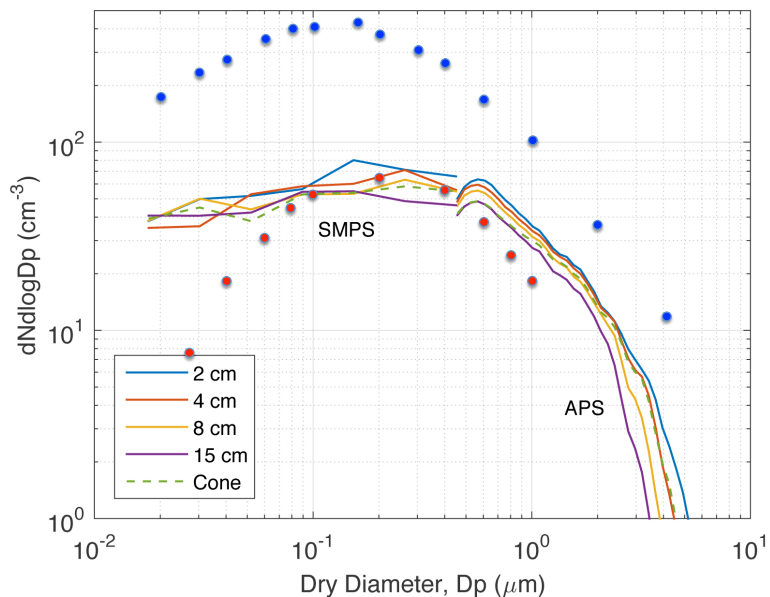 10^2
10^1
10^0
dNdlogDp (cm^-3)
SMPS
APS
2 cm
4 cm
8 cm
15 cm
Cone
10^-2
10^-1
10^0
10^1
Dry Diameter, Dp (μm)